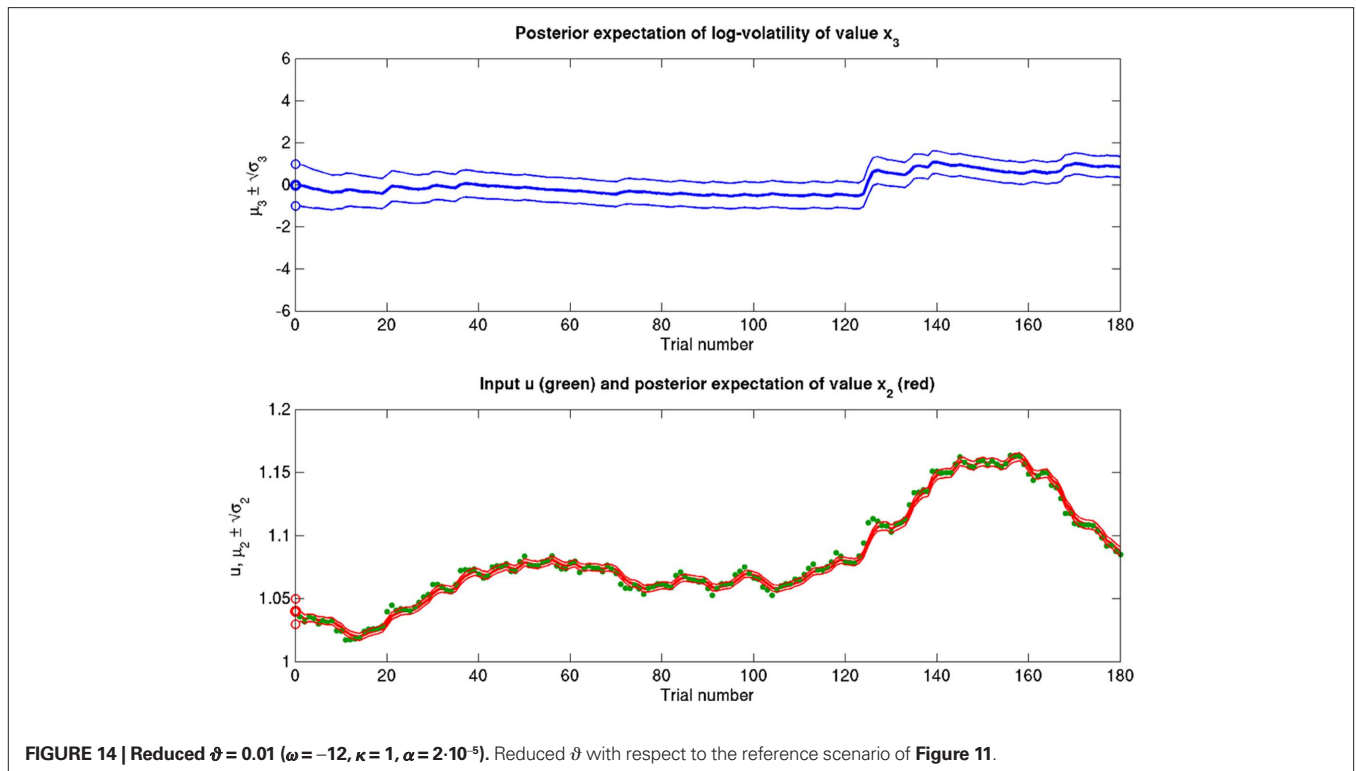 Posterior expectation of log-volatility of value x₃
6
4
2
0
-2
-4
-6
μ₃ ± √σ₃
0 20 40 60 80 100 120 140 160 180
Trial number
Input u (green) and posterior expectation of value x₂ (red)
1.2
1.15
1.1
1.05
1
u, μ₂ ± √σ₂
0 20 40 60 80 100 120 140 160 180
Trial number
FIGURE 14 | Reduced ϑ = 0.01 (ω = −12, κ = 1, α = 2·10⁻⁵). Reduced ϑ with respect to the reference scenario of Figure 11.